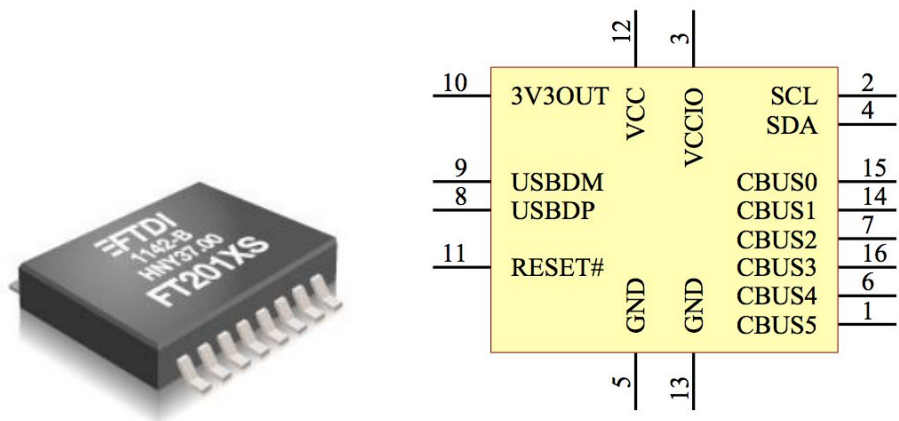 FTDI
1142-B
HNY37.00
FT201XS
12 3
10 3V3OUT VCC VCCIO SCL 2
SDA 4
9 USBDM CBUS0 15
8 USBDP CBUS1 14
CBUS2 7
11 RESET# CBUS3 16
GND GND CBUS4 6
CBUS5 1
5 13